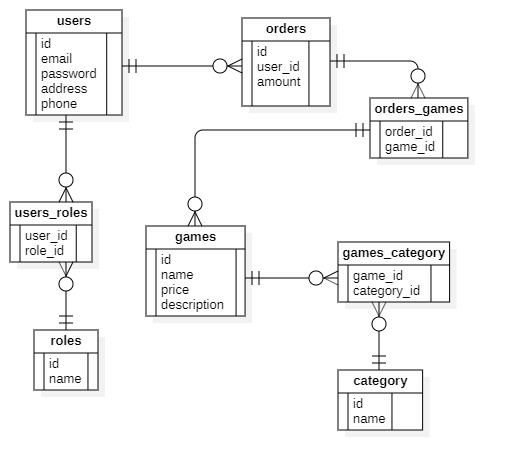 users
id
email
password
address
phone
orders
id
user_id
amount
orders_games
order_id
game_id
users_roles
user_id
role_id
games
id
name
price
description
games_category
game_id
category_id
roles
id
name
category
id
name